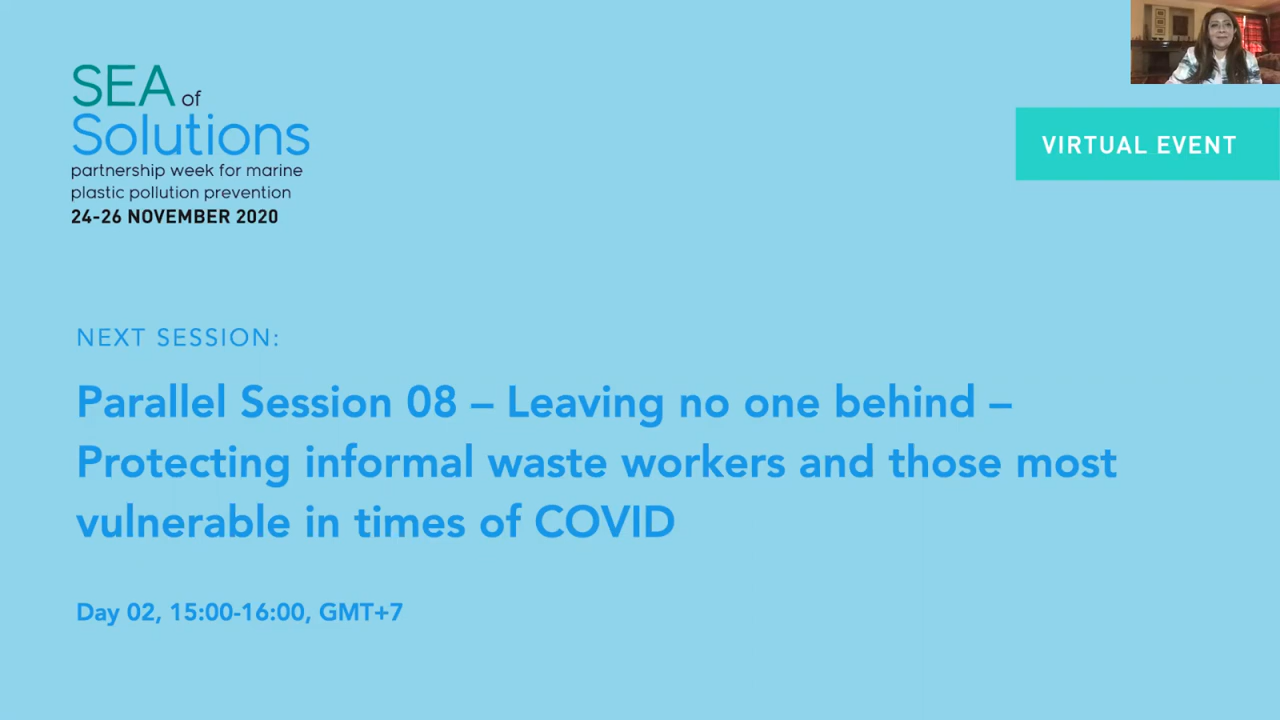 SEA of
Solutions
partnership week for marine
plastic pollution prevention
24-26 NOVEMBER 2020
VIRTUAL EVENT
NEXT SESSION:
Parallel Session 08 – Leaving no one behind –
Protecting informal waste workers and those most
vulnerable in times of COVID
Day 02, 15:00-16:00, GMT+7